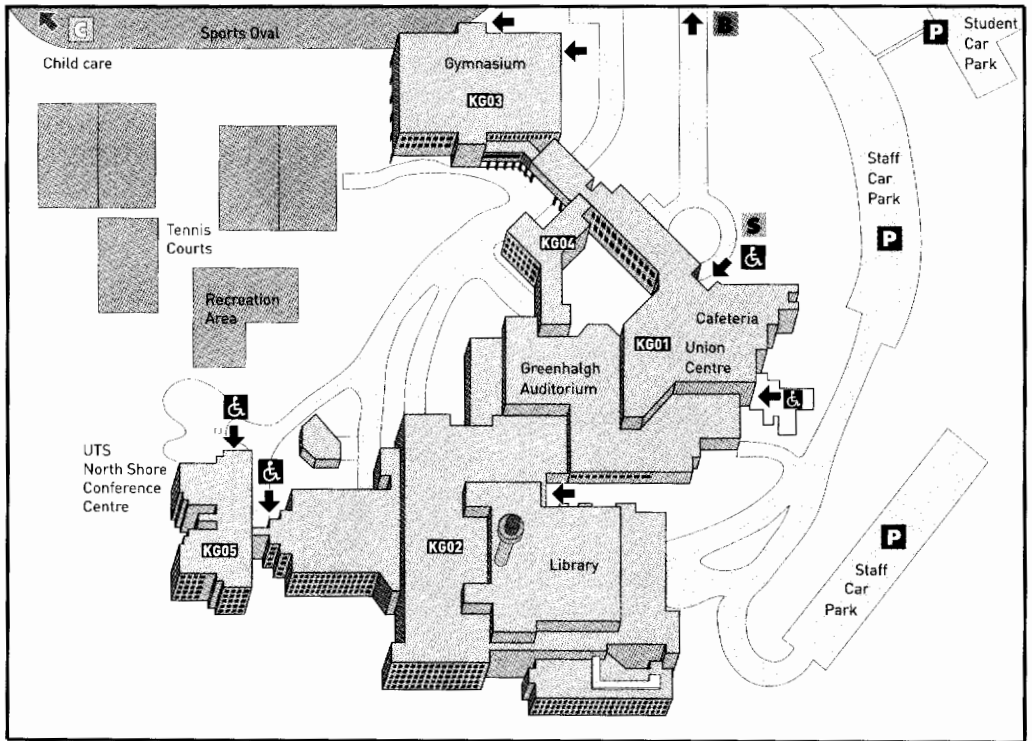 C
Sports Oval
Child care
Gymnasium
KG03
B
P
Student
Car
Park
Staff
Car
Park
P
Tennis
Courts
KG04
S
Recreation
Area
Cafeteria
KG01
Union
Centre
Greenhalgh
Auditorium
UTS
North Shore
Conference
Centre
KG05
KG02
Library
P
Staff
Car
Park